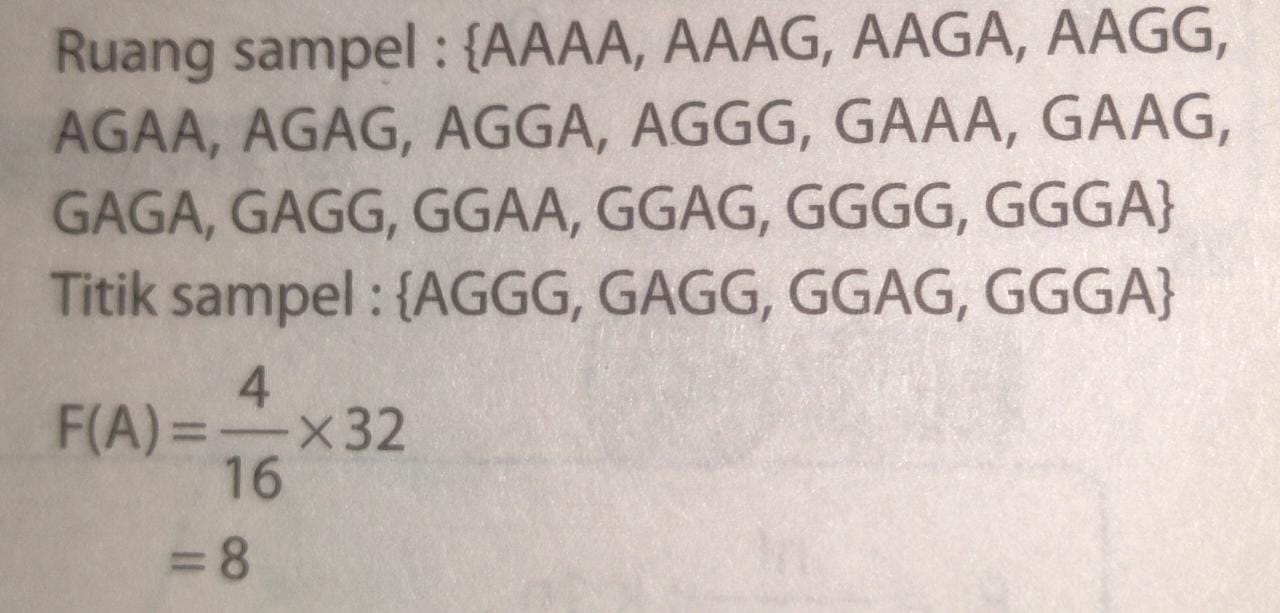 Ruang sampel : {AAAA, AAAG, AAGA, AAGG,
AGAA, AGAG, AGGA, AGGG, GAAA, GAAG,
GAGA, GAGG, GGAA, GGAG, GGGG, GGGA}
Titik sampel : {AGGG, GAGG, GGAG, GGGA}
F(A) = 4/16 × 32
= 8